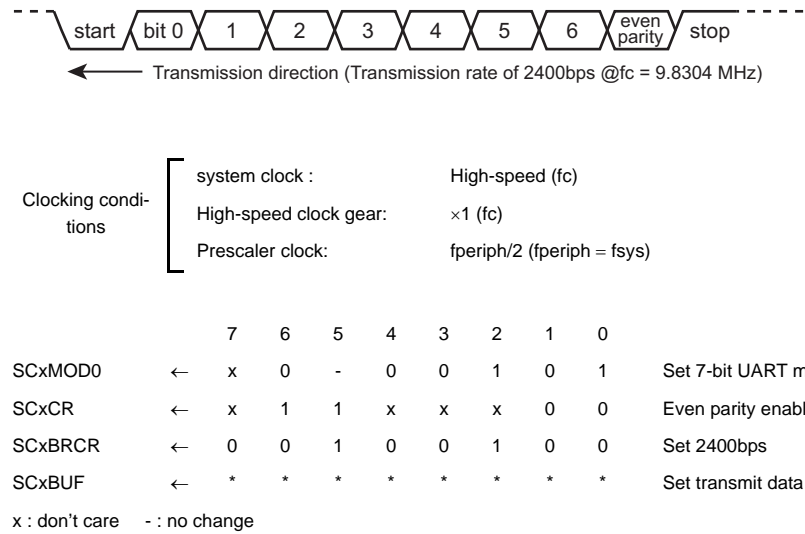 start bit 0 1 2 3 4 5 6 even parity stop
Transmission direction (Transmission rate of 2400bps @fc = 9.8304 MHz)
Clocking condi-
tions
system clock : High-speed (fc)
High-speed clock gear: ×1 (fc)
Prescaler clock: fperiph/2 (fperiph = fsys)
7 6 5 4 3 2 1 0
SCxMOD0 ← x 0 - 0 0 1 0 1 Set 7-bit UART
SCxCR ← x 1 1 x x x 0 0 Even parity
SCxBRCR ← 0 0 1 0 0 1 0 0 Set 2400bps
SCxBUF ← * * * * * * * * Set transmit data
x : don't care - : no change